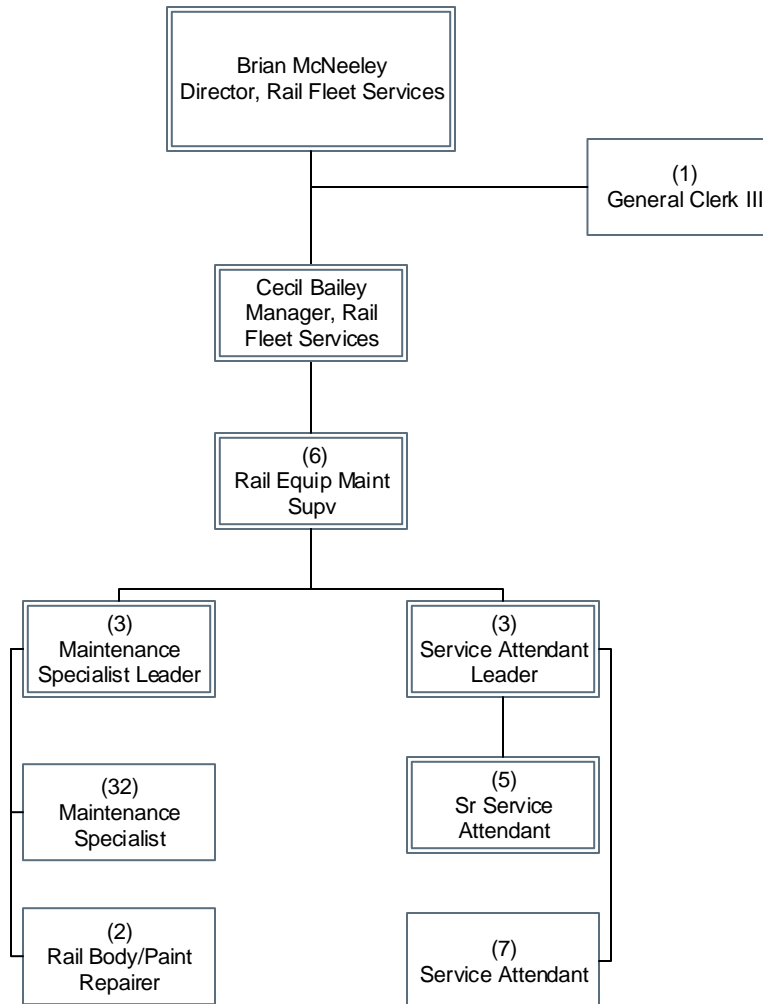 Brian McNeeley
Director, Rail Fleet Services
(1)
General Clerk III
Cecil Bailey
Manager, Rail
Fleet Services
(6)
Rail Equip Maint
Supv
(3)
Maintenance
Specialist Leader
(3)
Service Attendant
Leader
(32)
Maintenance
Specialist
(5)
Sr Service
Attendant
(2)
Rail Body/Paint
Repairer
(7)
Service Attendant